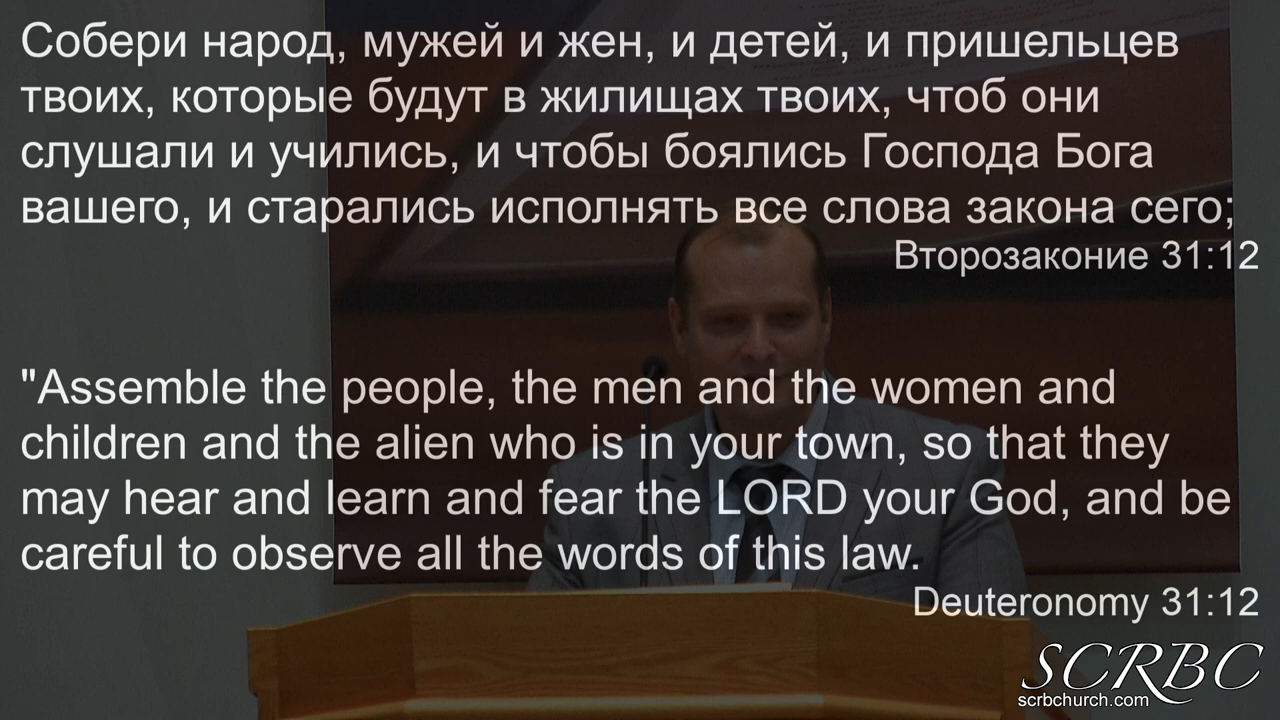 Собери народ, мужей и жен, и детей, и пришельцев
твоих, которые будут в жилищах твоих, чтоб они
слушали и учились, и чтобы боялись Господа Бога
вашего, и старались исполнять все слова закона сего;
Второзаконие 31:12
"Assemble the people, the men and the women and
children and the alien who is in your town, so that they
may hear and learn and fear the LORD your God, and be
careful to observe all the words of this law.
Deuteronomy 31:12
SCRBC
scrbchurch.com